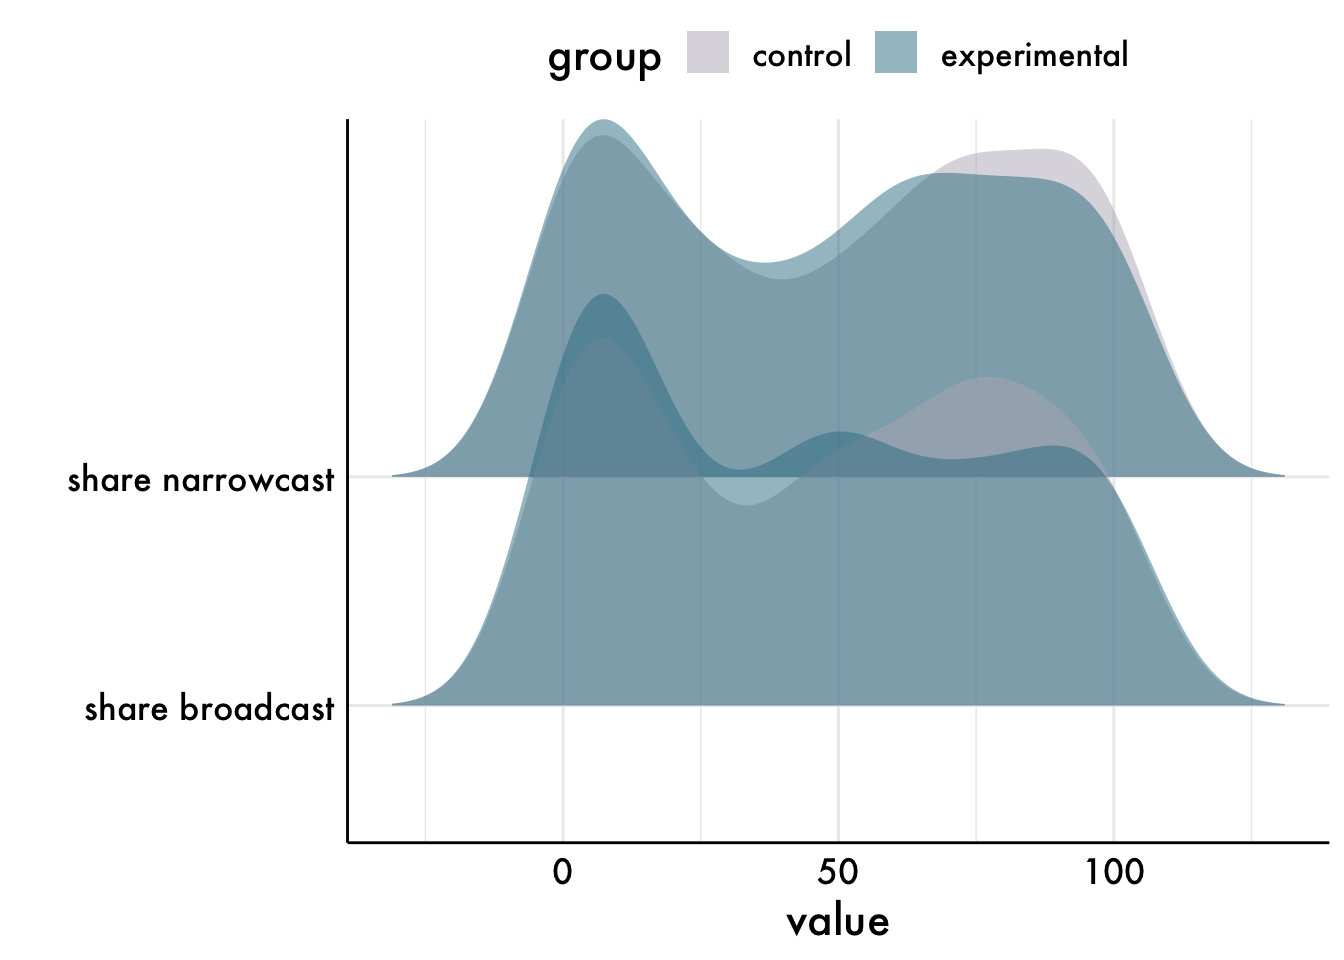 group control experimental
share narrowcast
share broadcast
0 50 100
value